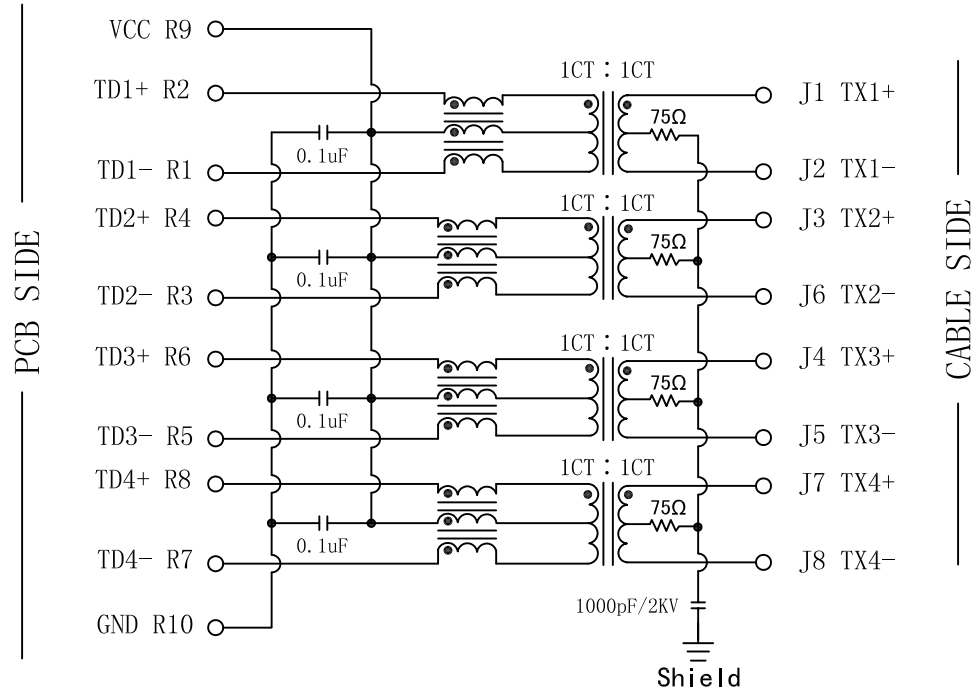 VCC R9
1CT : 1CT
TD1+ R2
J1 TX1+
75Ω
0.1uF
TD1- R1
J2 TX1-
1CT : 1CT
TD2+ R4
J3 TX2+
75Ω
0.1uF
TD2- R3
J6 TX2-
PCB SIDE
CABLE SIDE
1CT : 1CT
TD3+ R6
J4 TX3+
75Ω
0.1uF
TD3- R5
J5 TX3-
1CT : 1CT
TD4+ R8
J7 TX4+
75Ω
0.1uF
TD4- R7
J8 TX4-
1000pF/2KV
GND R10
Shield